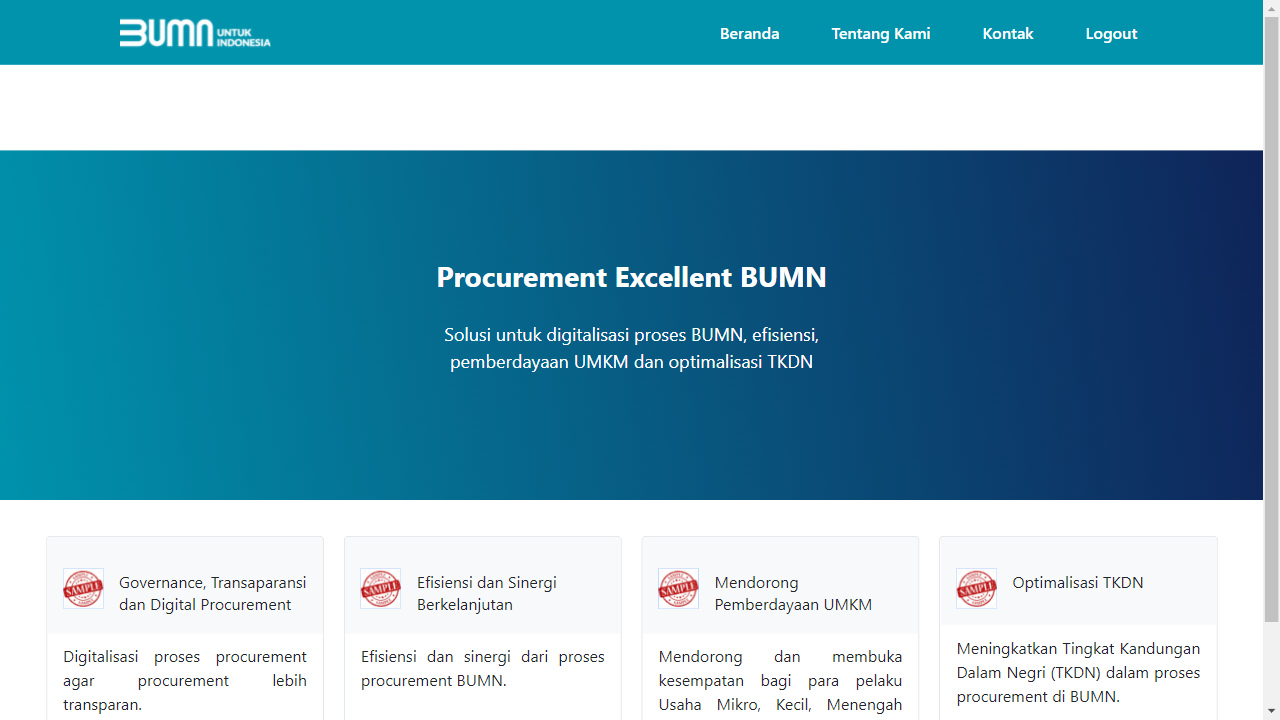 BUMN UNTUK INDONESIA
Beranda
Tentang Kami
Kontak
Logout
Procurement Excellent BUMN
Solusi untuk digitalisasi proses BUMN, efisiensi,
pemberdayaan UMKM dan optimalisasi TKDN
SAMPLE
Governance, Transaparansi
dan Digital Procurement
Digitalisasi proses procurement
agar procurement lebih
transparan.
SAMPLE
Efisiensi dan Sinergi
Berkelanjutan
Efisiensi dan sinergi dari proses
procurement BUMN.
SAMPLE
Mendorong
Pemberdayaan UMKM
Mendorong dan membuka
kesempatan bagi para pelaku
Usaha Mikro, Kecil, Menengah
SAMPLE
Optimalisasi TKDN
Meningkatkan Tingkat Kandungan
Dalam Negri (TKDN) dalam proses
procurement di BUMN.